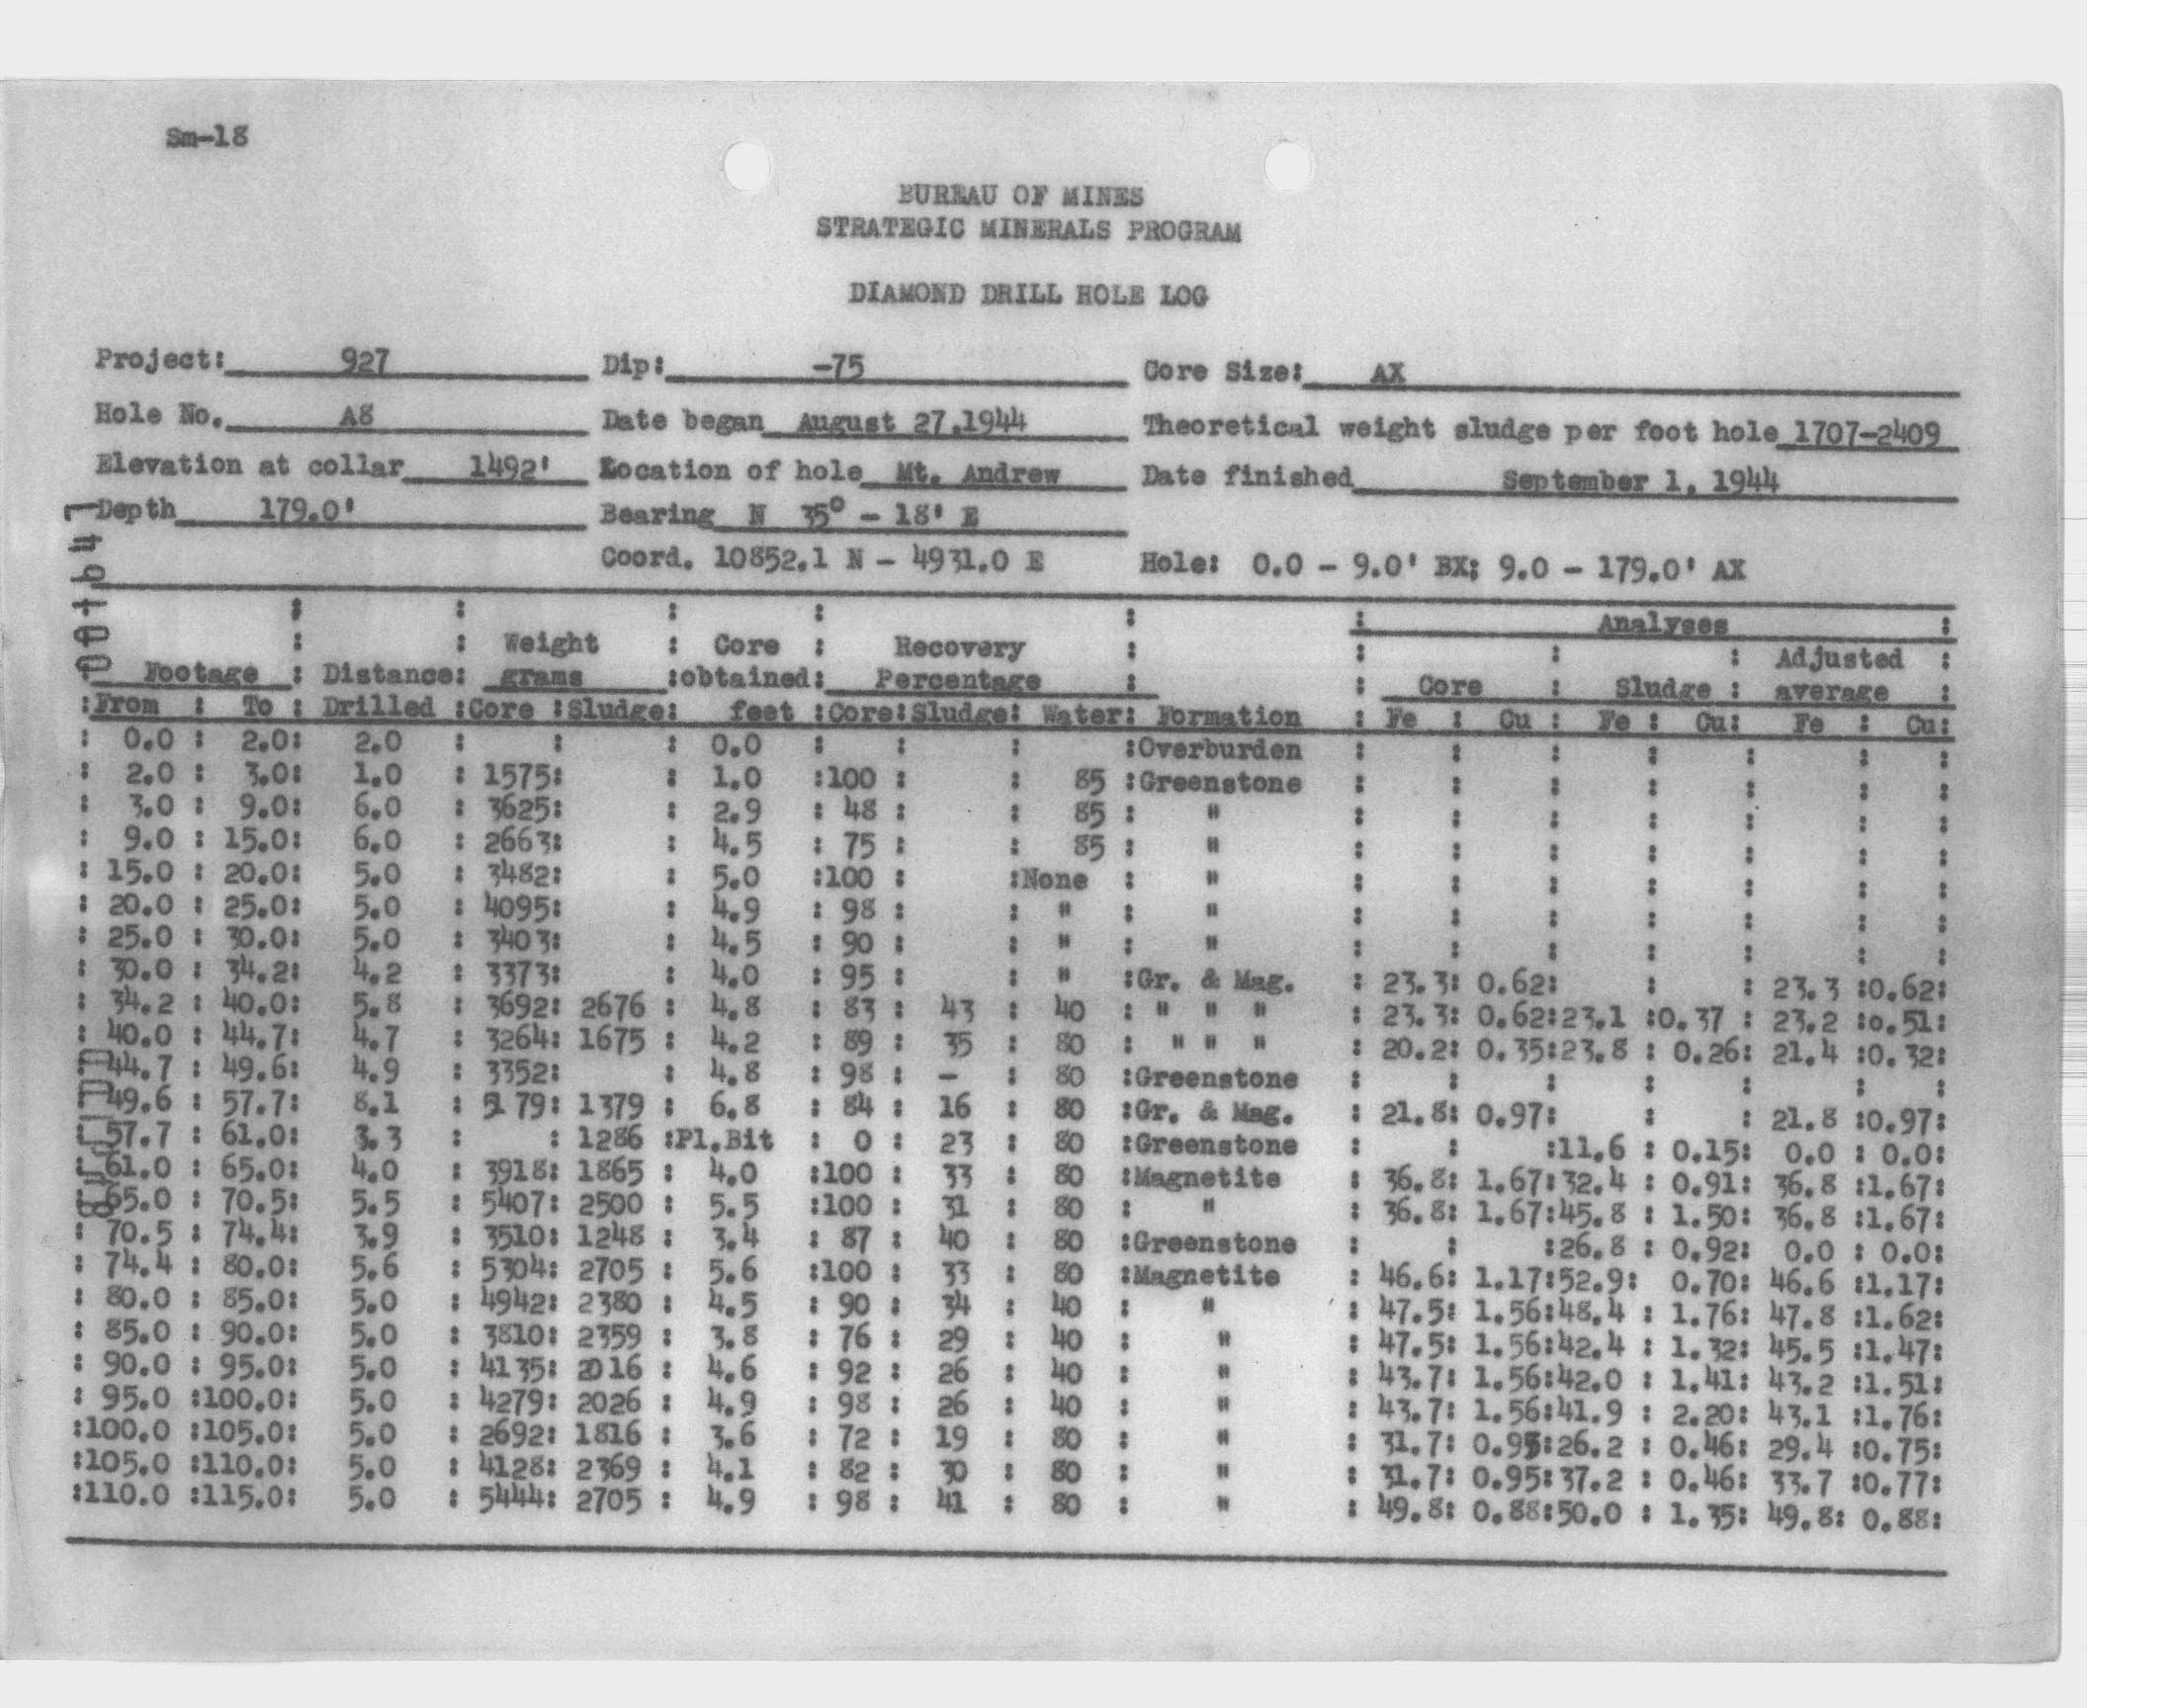 Sm-18
BUREAU OF MINES
STRATEGIC MINERALS PROGRAM
DIAMOND DRILL HOLE LOG
Project: 927 Dip: -75 Core Size: AX
Hole No. A8 Date began August 27,1944 Theoretical weight sludge per foot hole 1707-2409
Elevation at collar 1492' Location of hole Mt. Andrew Date finished September 1, 1944
Depth 179.0' Bearing N 35° - 18' E
Coord. 10852.1 N - 4931.0 E Hole: 0.0 - 9.0' BX; 9.0 - 179.0' AX
: : : : : : Analyses :
: : Weight : Core : Recovery : : : : Adjusted :
: Footage : Distance: grams :obtained: Percentage : : Core : Sludge : average :
:From : To : Drilled :Core :Sludge: feet :Core:Sludge: Water: Formation : Fe : Cu : Fe : Cu: Fe : Cu:
: 0.0 : 2.0: 2.0 : : : 0.0 : : : :Overburden : : : : : : :
: 2.0 : 3.0: 1.0 : 1575: : 1.0 :100 : : 85 :Greenstone : : : : : : :
: 3.0 : 9.0: 6.0 : 3625: : 2.9 : 48 : : 85 : " : : : : : : :
: 9.0 : 15.0: 6.0 : 2663: : 4.5 : 75 : : 85 : " : : : : : : :
: 15.0 : 20.0: 5.0 : 3482: : 5.0 :100 : :None : " : : : : : : :
: 20.0 : 25.0: 5.0 : 4095: : 4.9 : 98 : : " : " : : : : : : :
: 25.0 : 30.0: 5.0 : 3403: : 4.5 : 90 : : " : " : : : : : : :
: 30.0 : 34.2: 4.2 : 3373: : 4.0 : 95 : : " :Gr. & Mag. : 23.3: 0.62: : : 23.3 :0.62:
: 34.2 : 40.0: 5.8 : 3692: 2676 : 4.8 : 83 : 43 : 40 : " " " : 23.3: 0.62:23.1 :0.37 : 23.2 :0.51:
: 40.0 : 44.7: 4.7 : 3264: 1675 : 4.2 : 89 : 35 : 80 : " " " : 20.2: 0.35:23.8 : 0.26: 21.4 :0.32:
: 44.7 : 49.6: 4.9 : 3352: : 4.8 : 98 : - : 80 :Greenstone : : : : : : :
: 49.6 : 57.7: 8.1 : 5179: 1379 : 6.8 : 84 : 16 : 80 :Gr. & Mag. : 21.8: 0.97: : : 21.8 :0.97:
: 57.7 : 61.0: 3.3 : : 1286 :Pl.Bit : 0 : 23 : 80 :Greenstone : : :11.6 : 0.15: 0.0 : 0.0:
: 61.0 : 65.0: 4.0 : 3918: 1865 : 4.0 :100 : 33 : 80 :Magnetite : 36.8: 1.67:32.4 : 0.91: 36.8 :1.67:
: 65.0 : 70.5: 5.5 : 5407: 2500 : 5.5 :100 : 31 : 80 : " : 36.8: 1.67:45.8 : 1.50: 36.8 :1.67:
: 70.5 : 74.4: 3.9 : 3510: 1248 : 3.4 : 87 : 40 : 80 :Greenstone : : :26.8 : 0.92: 0.0 : 0.0:
: 74.4 : 80.0: 5.6 : 5304: 2705 : 5.6 :100 : 33 : 80 :Magnetite : 46.6: 1.17:52.9: 0.70: 46.6 :1.17:
: 80.0 : 85.0: 5.0 : 4942: 2380 : 4.5 : 90 : 34 : 40 : " : 47.5: 1.56:48.4 : 1.76: 47.8 :1.62:
: 85.0 : 90.0: 5.0 : 3810: 2359 : 3.8 : 76 : 29 : 40 : " : 47.5: 1.56:42.4 : 1.32: 45.5 :1.47:
: 90.0 : 95.0: 5.0 : 4135: 2016 : 4.6 : 92 : 26 : 40 : " : 43.7: 1.56:42.0 : 1.41: 43.2 :1.51:
: 95.0 :100.0: 5.0 : 4279: 2026 : 4.9 : 98 : 26 : 40 : " : 43.7: 1.56:41.9 : 2.20: 43.1 :1.76:
:100.0 :105.0: 5.0 : 2692: 1816 : 3.6 : 72 : 19 : 80 : " : 31.7: 0.95:26.2 : 0.46: 29.4 :0.75:
:105.0 :110.0: 5.0 : 4128: 2369 : 4.1 : 82 : 30 : 80 : " : 31.7: 0.95:37.2 : 0.46: 33.7 :0.77:
:110.0 :115.0: 5.0 : 5444: 2705 : 4.9 : 98 : 41 : 80 : " : 49.8: 0.88:50.0 : 1.35: 49.8: 0.88: